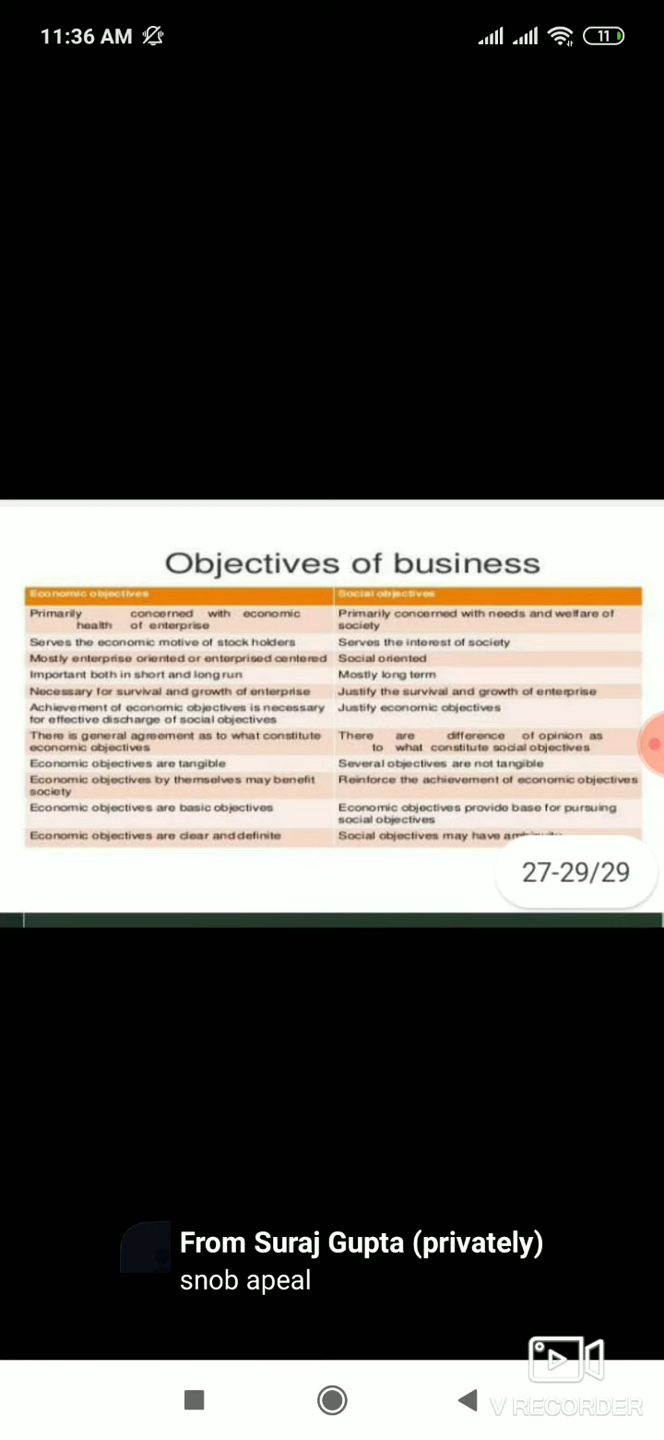 11:36 AM
11
Objectives of business
Economic objectives
Social objectives
Primarily concerned with economic
health of enterprise
Primarily concerned with needs and welfare of
society
Serves the economic motive of stock holders
Serves the interest of society
Mostly enterprise oriented or enterprised centered
Social oriented
Important both in short and long run
Mostly long term
Necessary for survival and growth of enterprise
Justify the survival and growth of enterprise
Achievement of economic objectives is necessary
for effective discharge of social objectives
Justify economic objectives
There is general agreement as to what constitute
economic objectives
There are difference of opinion as
to what constitute social objectives
Economic objectives are tangible
Several objectives are not tangible
Economic objectives by themselves may benefit
society
Reinforce the achievement of economic objectives
Economic objectives are basic objectives
Economic objectives provide base for pursuing
social objectives
Economic objectives are clear and definite
Social objectives may have
27-29/29
From Suraj Gupta (privately)
snob apeal
V RECORDER